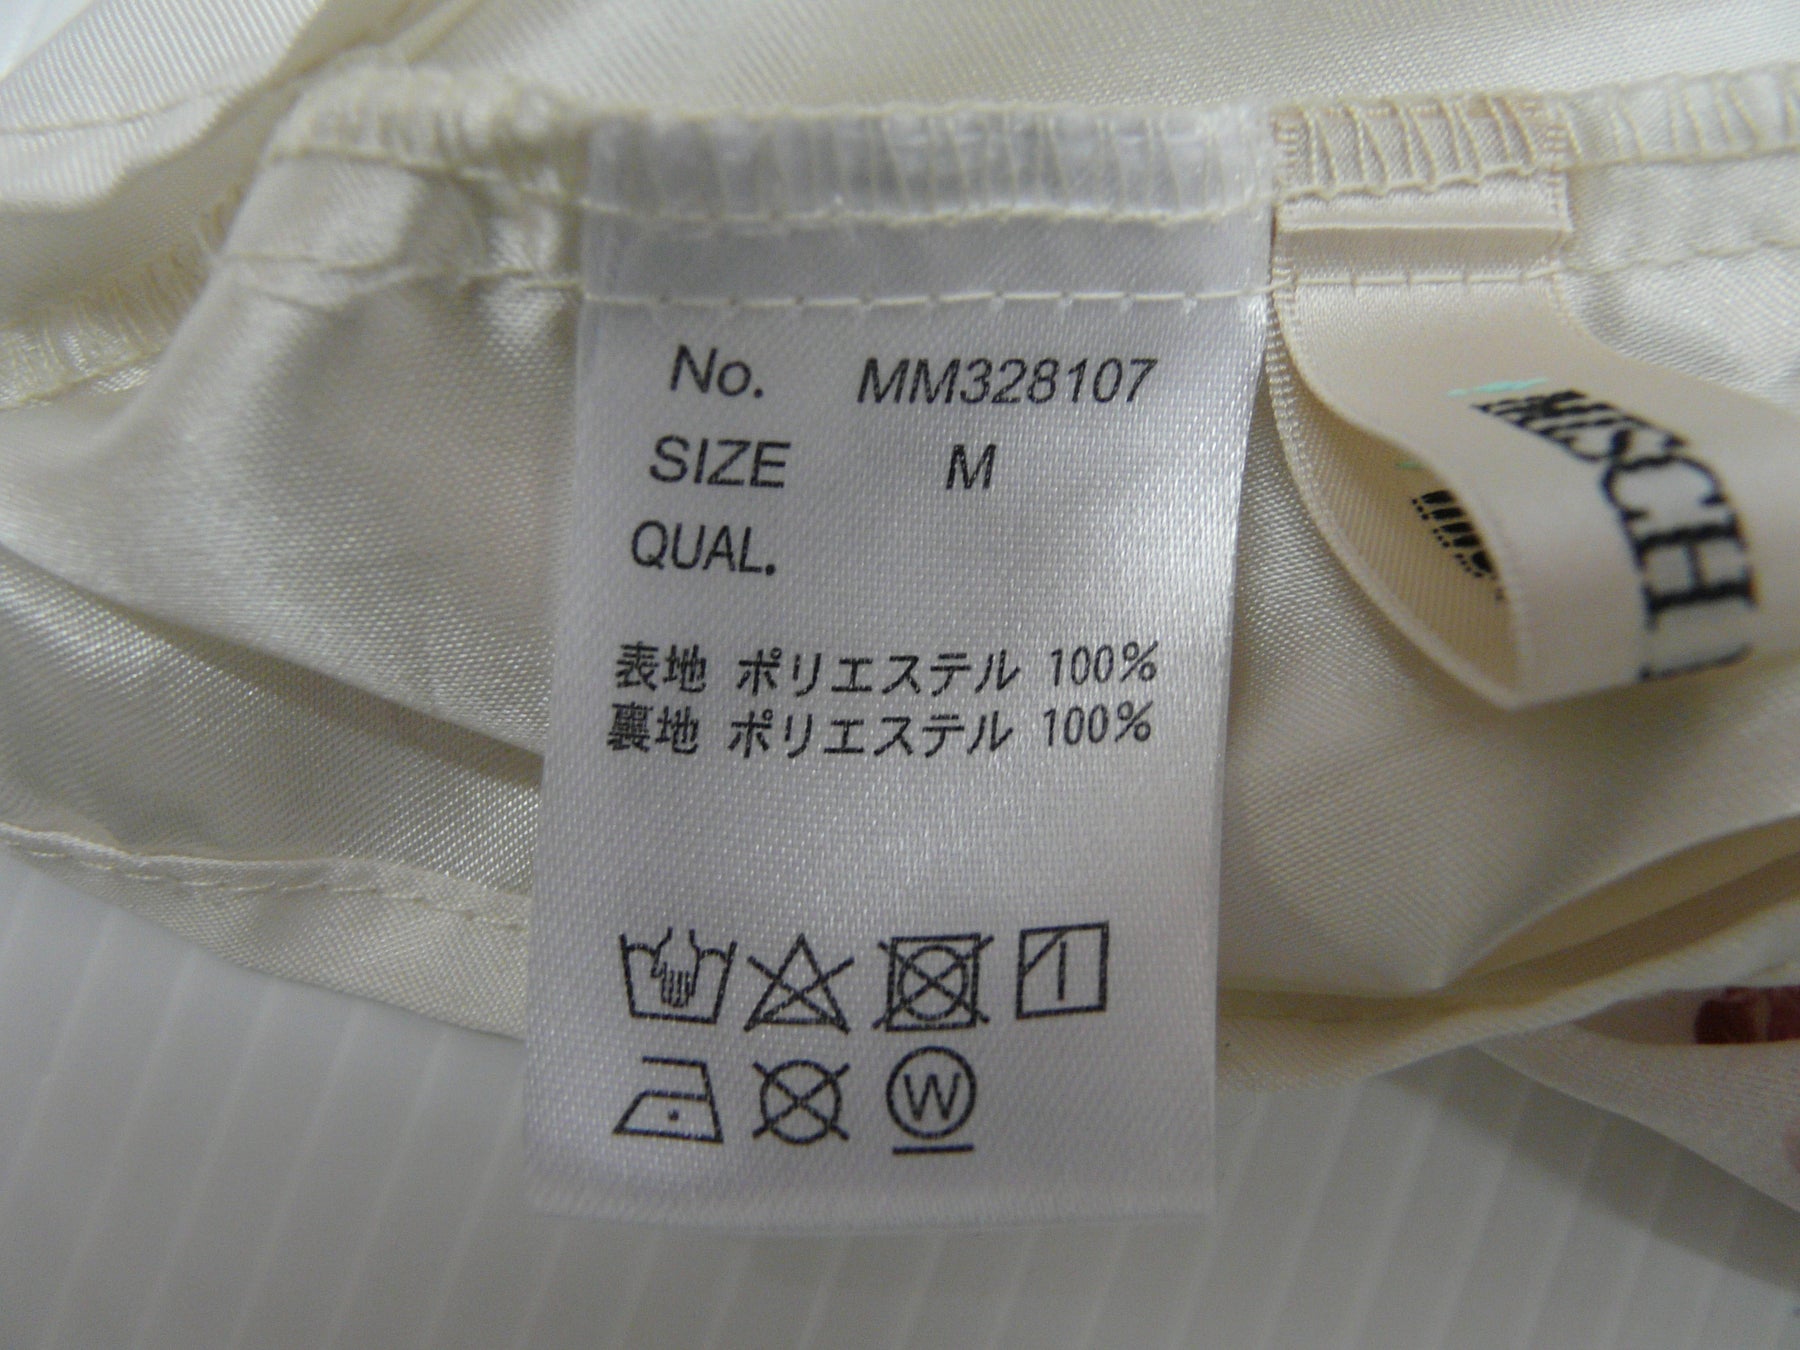 No. MM328107
SIZE M
QUAL.
表地 ポリエステル 100%
裏地 ポリエステル 100%
W
MISCH